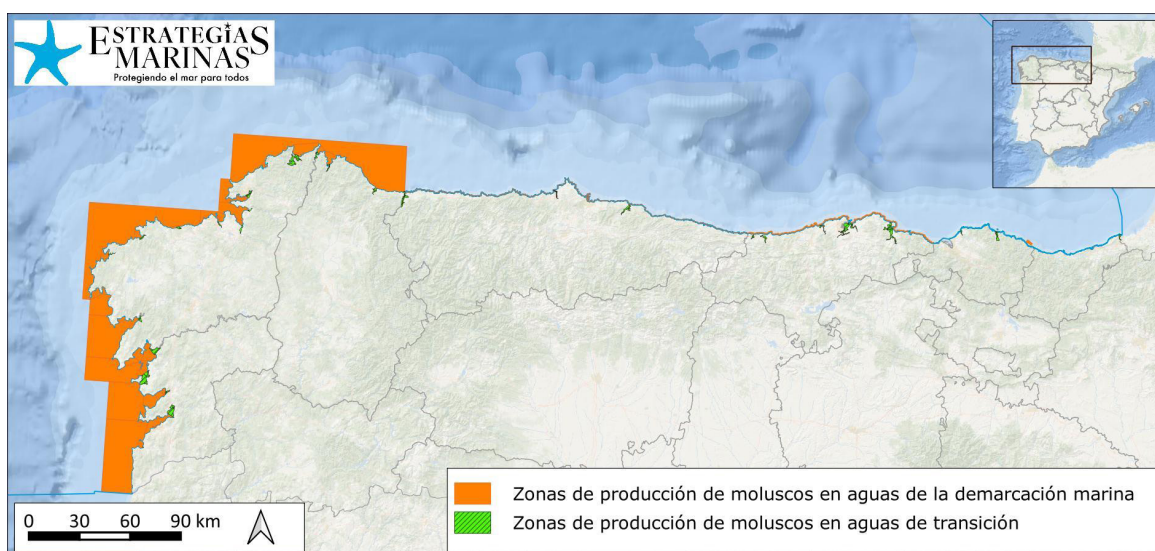 ESTRATEGIAS
MARINAS
Protegiendo el mar para todos
Zonas de producción de moluscos en aguas de la demarcación marina
Zonas de producción de moluscos en aguas de transición
0 30 60 90 km